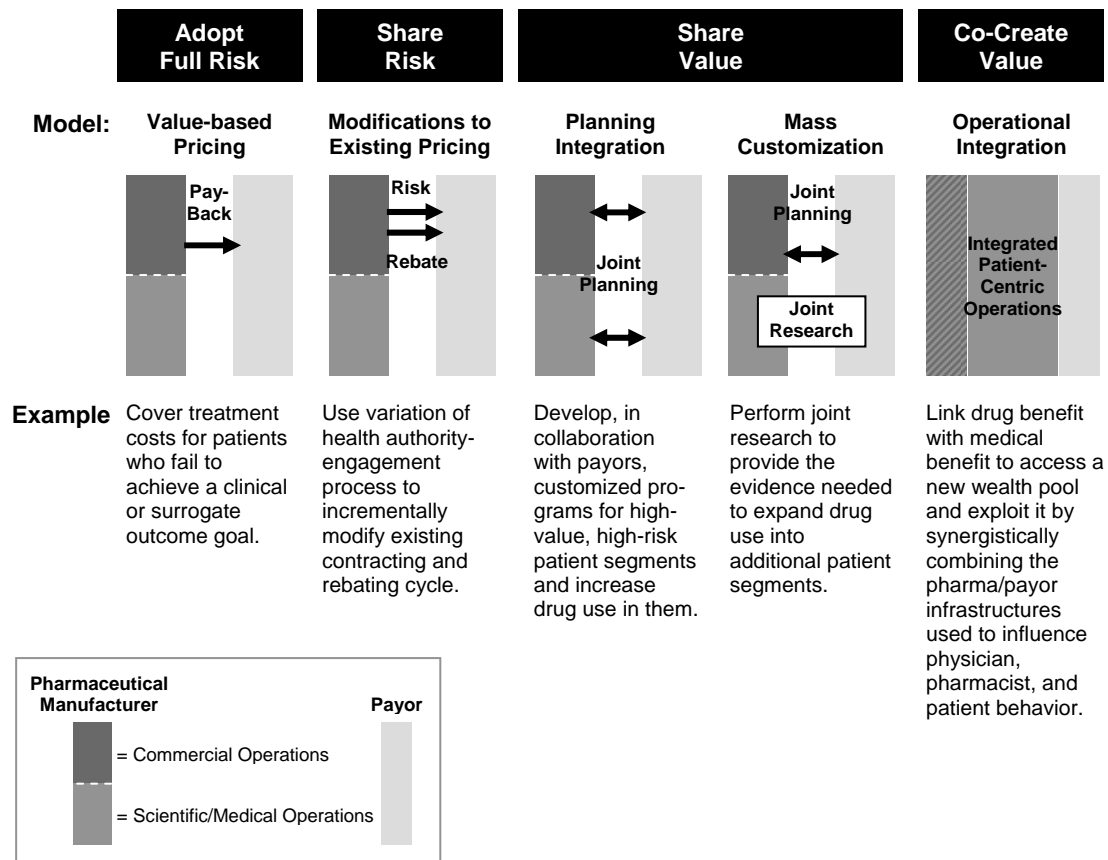 Adopt
Full Risk
Share
Risk
Share
Value
Co-Create
Value
Model:
Value-based
Pricing
Modifications to
Existing Pricing
Planning
Integration
Mass
Customization
Operational
Integration
Pay-
Back
Risk
Rebate
Joint
Planning
Joint
Planning
Joint
Research
Integrated
Patient-
Centric
Operations
Example
Cover treatment
costs for patients
who fail to
achieve a clinical
or surrogate
outcome goal.
Use variation of
health authority-
engagement
process to
incrementally
modify existing
contracting and
rebating cycle.
Develop, in
collaboration
with payors,
customized pro-
grams for high-
value, high-risk
patient segments
and increase
drug use in them.
Perform joint
research to
provide the
evidence needed
to expand drug
use into
additional patient
segments.
Link drug benefit
with medical
benefit to access a
new wealth pool
and exploit it by
synergistically
combining the
pharma/payor
infrastructures
used to influence
physician,
pharmacist, and
patient behavior.
Pharmaceutical
Manufacturer
Payor
= Commercial Operations
= Scientific/Medical Operations